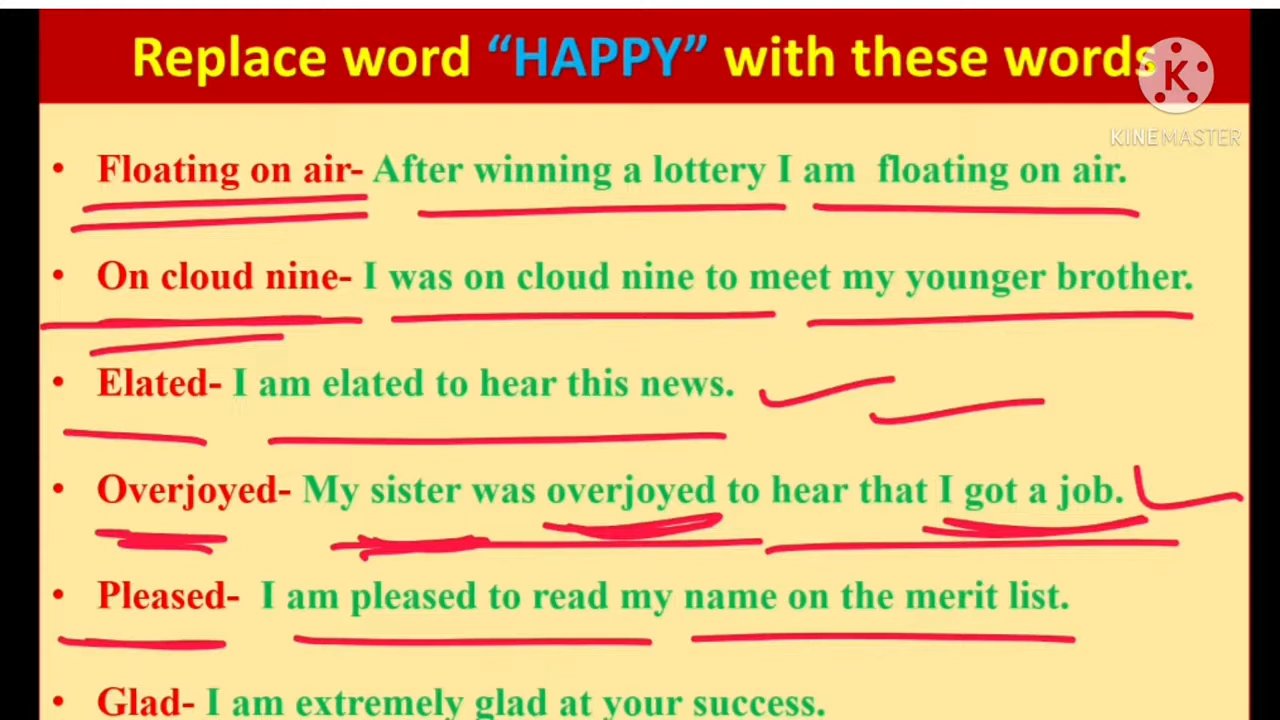 Replace word “HAPPY” with these words
K
KINEMASTER
• Floating on air- After winning a lottery I am floating on air.
• On cloud nine- I was on cloud nine to meet my younger brother.
• Elated- I am elated to hear this news.
• Overjoyed- My sister was overjoyed to hear that I got a job.
• Pleased- I am pleased to read my name on the merit list.
• Glad- I am extremely glad at your success.